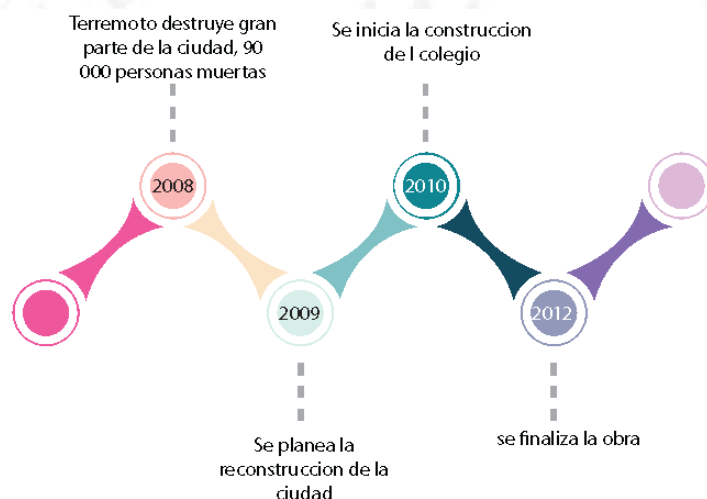 Terremoto destruye gran
parte de la ciudad, 90
000 personas muertas
Se inicia la construccion
de l colegio
2008
2010
2009
2012
Se planea la
reconstruccion de la
ciudad
se finaliza la obra